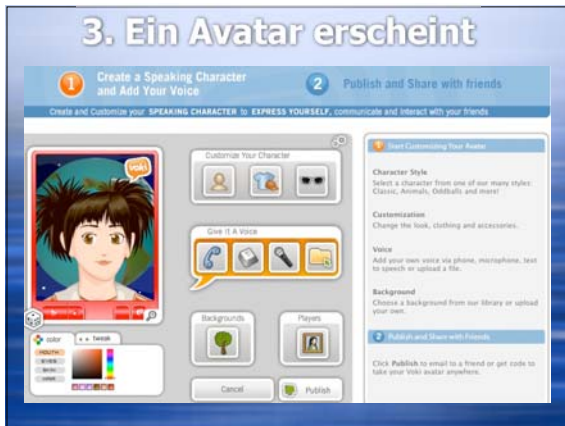 3. Ein Avatar erscheint
1 Create a Speaking Character
and Add Your Voice
2 Publish and Share with friends
Create and Customize your SPEAKING CHARACTER to EXPRESS YOURSELF, communicate and interact with your friends
voki
color
tweak
MOUTH
EYES
SKIN
HAIR
Customize Your Character
Give It A Voice
Backgrounds
Players
Cancel
Publish
1 Start Customizing Your Avatar
Character Style
Select a character from one of our many styles:
Classic, Animals, Oddballs and more!
Customization
Change the look, clothing and accessories.
Voice
Add your own voice via phone, microphone, text
to speech or upload a file.
Background
Choose a background from our library or upload
your own.
2 Publish and Share with Friends
Click Publish to email to a friend or get code to
take your Voki avatar anywhere.